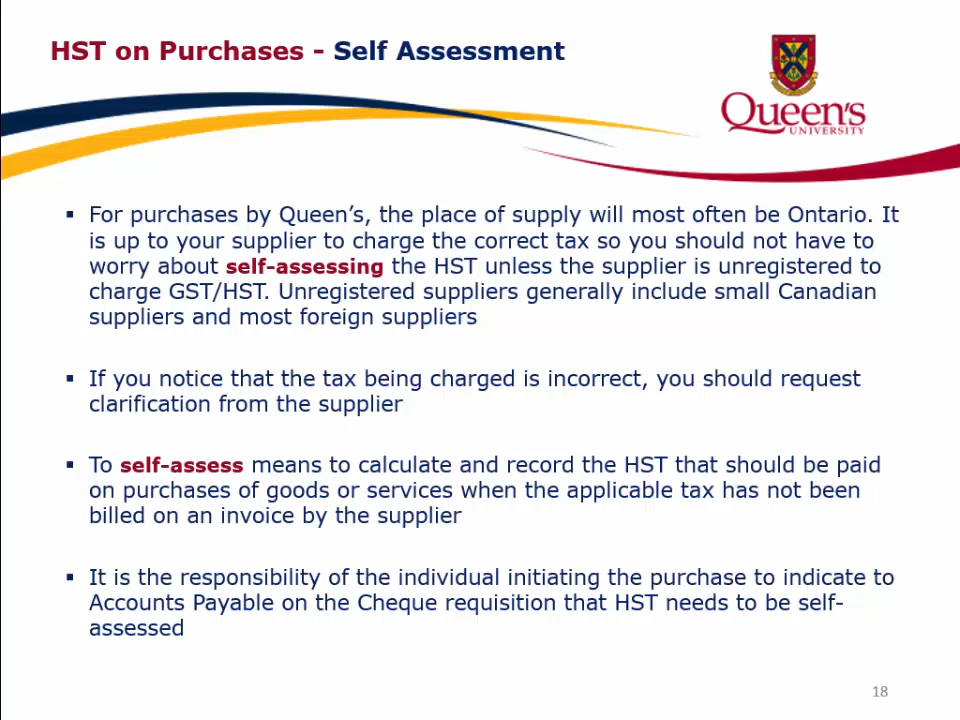 HST on Purchases - Self Assessment
Queen's
UNIVERSITY
▪ For purchases by Queen’s, the place of supply will most often be Ontario. It
is up to your supplier to charge the correct tax so you should not have to
worry about self-assessing the HST unless the supplier is unregistered to
charge GST/HST. Unregistered suppliers generally include small Canadian
suppliers and most foreign suppliers
▪ If you notice that the tax being charged is incorrect, you should request
clarification from the supplier
▪ To self-assess means to calculate and record the HST that should be paid
on purchases of goods or services when the applicable tax has not been
billed on an invoice by the supplier
▪ It is the responsibility of the individual initiating the purchase to indicate to
Accounts Payable on the Cheque requisition that HST needs to be self-
assessed
18